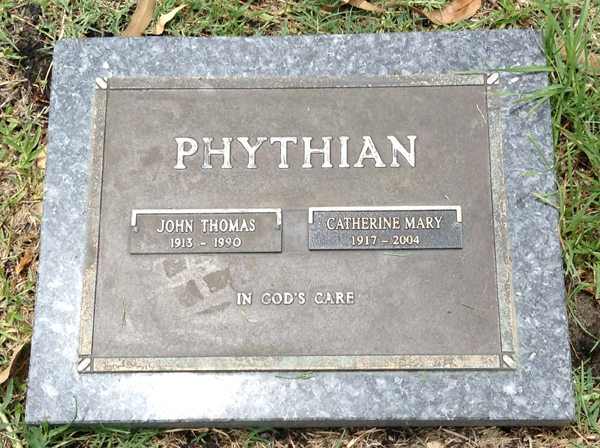 PHYTHIAN
JOHN THOMAS
1913 - 1990
CATHERINE MARY
1917 - 2004
IN GOD'S CARE